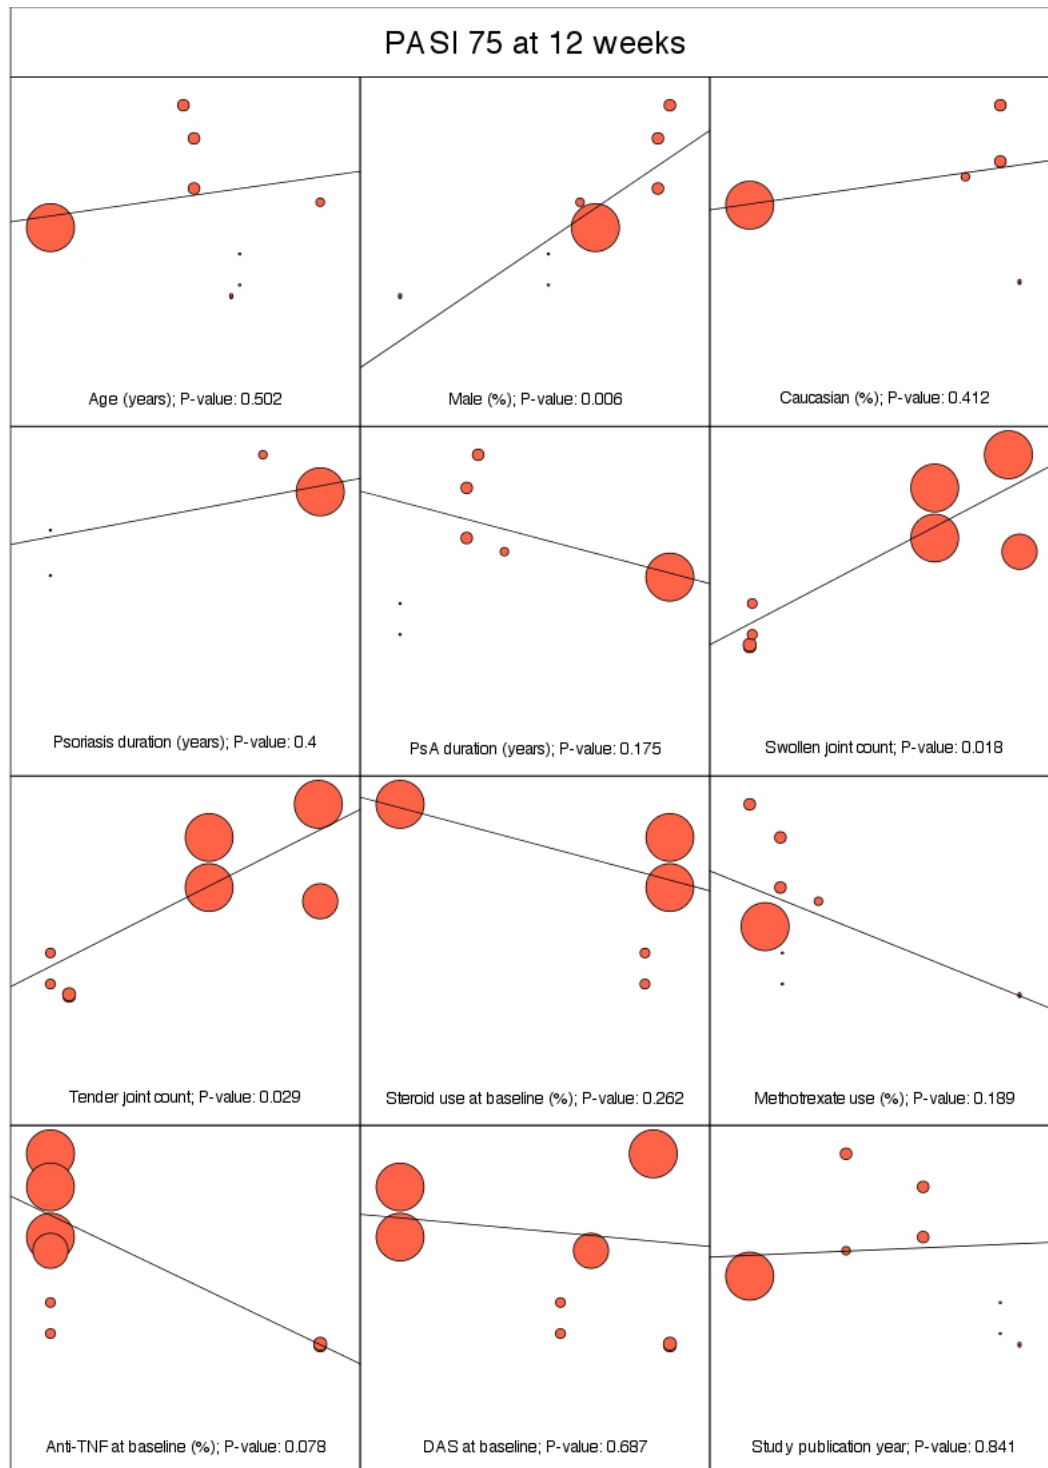 PASI 75 at 12 weeks
Age (years); P-value: 0.502
Male (%); P-value: 0.006
Caucasian (%); P-value: 0.412
Psoriasis duration (years); P-value: 0.4
PsA duration (years); P-value: 0.175
Swollen joint count; P-value: 0.018
Tender joint count; P-value: 0.029
Steroid use at baseline (%); P-value: 0.262
Methotrexate use (%); P-value: 0.189
Anti-TNF at baseline (%); P-value: 0.078
DAS at baseline; P-value: 0.687
Study publication year; P-value: 0.841